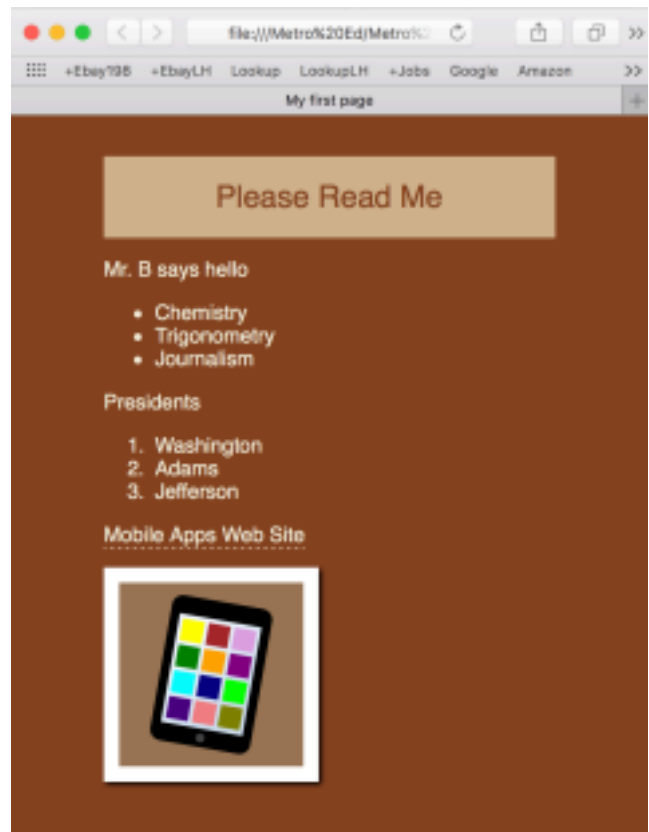 file:///Metro%20Ed/Metro%2
+Ebay198 +EbayLH Lookup LookupLH +Jobs Google Amazon >>
My first page
Please Read Me
Mr. B says hello
• Chemistry
• Trigonometry
• Journalism
Presidents
1. Washington
2. Adams
3. Jefferson
Mobile Apps Web Site